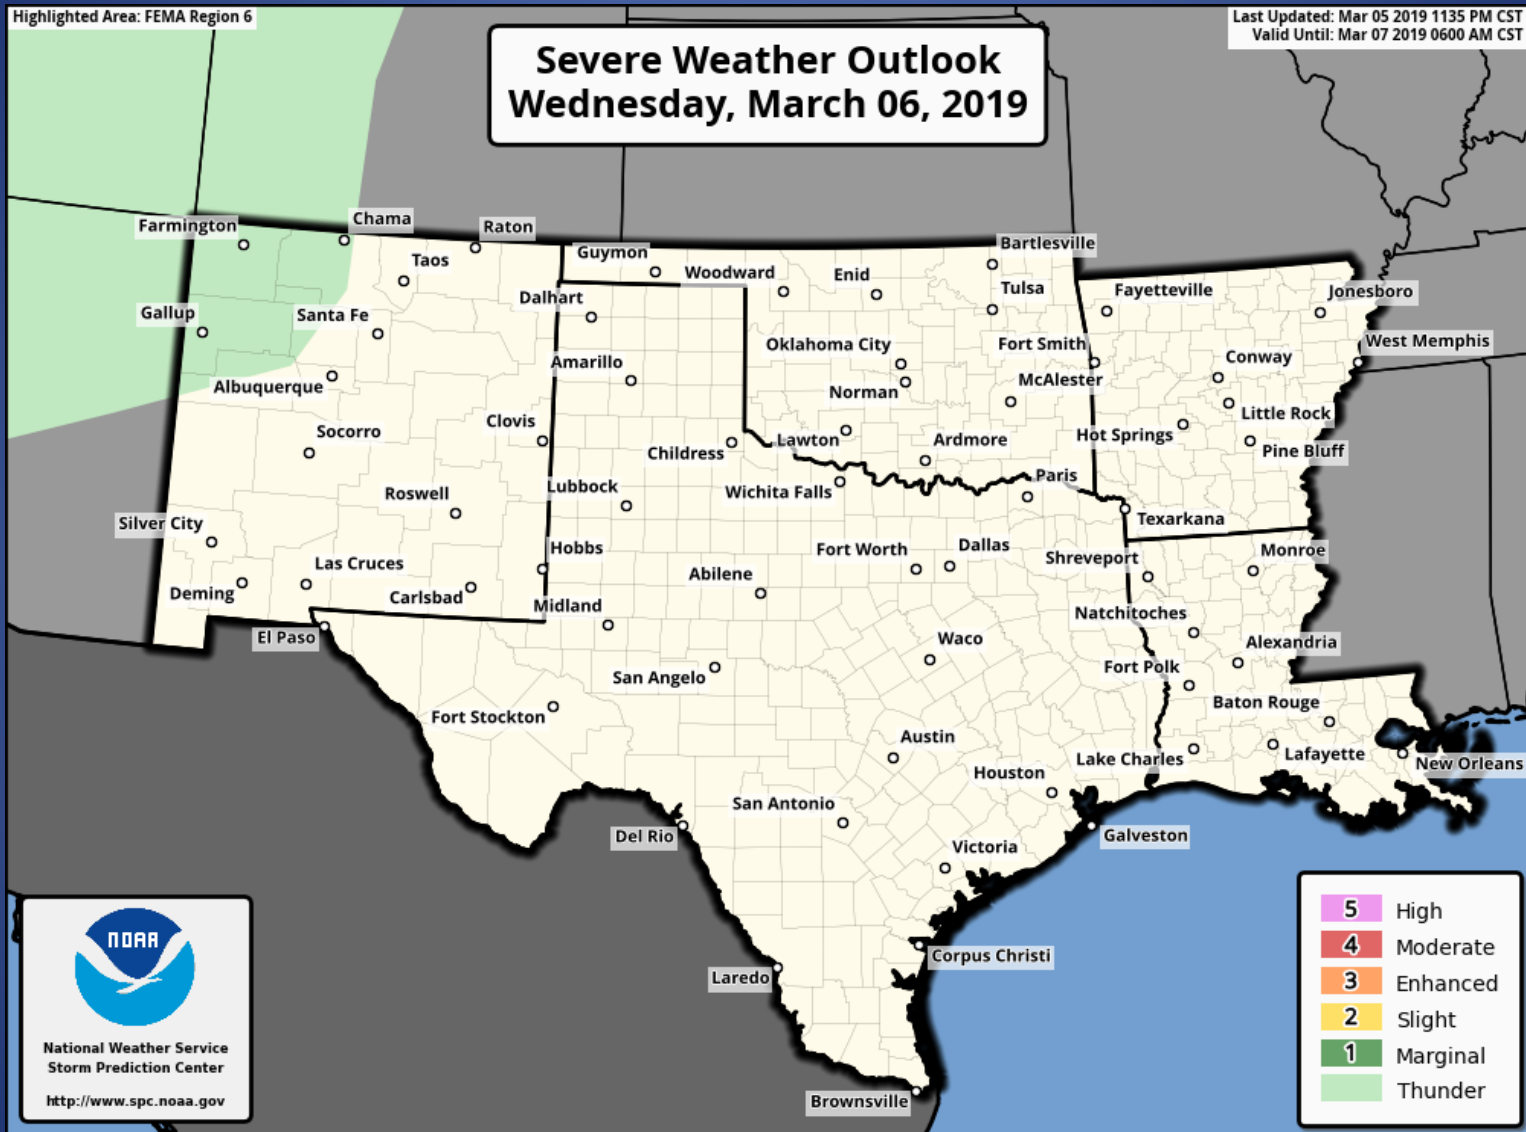 Highlighted Area: FEMA Region 6
Last Updated: Mar 05 2019 1135 PM CST
Valid Until: Mar 07 2019 0600 AM CST
Severe Weather Outlook
Wednesday, March 06, 2019
Farmington
Chama
Raton
Guymon
Woodward
Enid
Bartlesville
Taos
Dalhart
Tulsa
Fayetteville
Jonesboro
Gallup
Santa Fe
Oklahoma City
Fort Smith
West Memphis
Amarillo
Conway
Albuquerque
Norman
McAlester
Little Rock
Clovis
Socorro
Childress
Lawton
Ardmore
Hot Springs
Pine Bluff
Roswell
Lubbock
Wichita Falls
Paris
Silver City
Texarkana
Las Cruces
Hobbs
Fort Worth
Dallas
Shreveport
Monroe
Deming
Carlsbad
Midland
Abilene
Natchitoches
El Paso
Waco
Alexandria
San Angelo
Fort Polk
Fort Stockton
Baton Rouge
Austin
Lake Charles
Lafayette
New Orleans
Houston
San Antonio
Del Rio
Galveston
Victoria
Corpus Christi
Laredo
Brownsville
NOAA
National Weather Service
Storm Prediction Center
http://www.spc.noaa.gov
5 High
4 Moderate
3 Enhanced
2 Slight
1 Marginal
Thunder